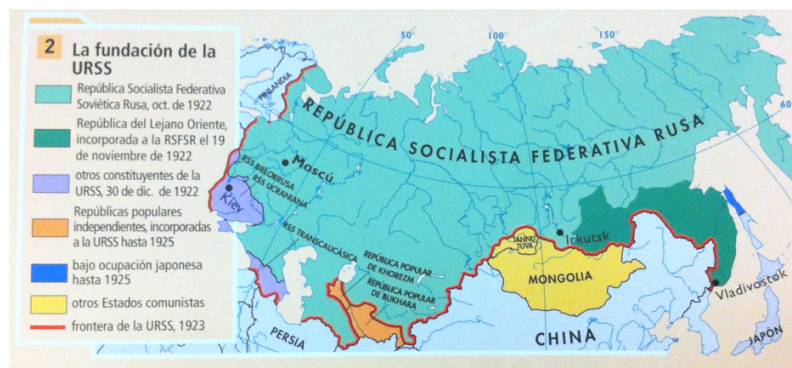 2 La fundación de la
URSS
República Socialista Federativa
Soviética Rusa, oct. de 1922
República del Lejano Oriente,
incorporada a la RSFSR el 19
de noviembre de 1922
otros constituyentes de la
URSS, 30 de dic. de 1922
Repúblicas populares
independientes, incorporadas
a la URSS hasta 1925
bajo ocupación japonesa
hasta 1925
otros Estados comunistas
frontera de la URSS, 1923
50
100
150
60
FINLANDIA
REPÚBLICA SOCIALISTA FEDERATIVA RUSA
Moscú
RSS BIELORRUSA
RSS UCRANIANA
Kiev
RSS TRANSCAUCÁSICA
REPÚBLICA POPULAR
DE KHOREZM
REPÚBLICA POPULAR
DE BUKHARA
TANNU
TUVA
Irkutsk
MONGOLIA
Vladivostok
PERSIA
CHINA
JAPÓN